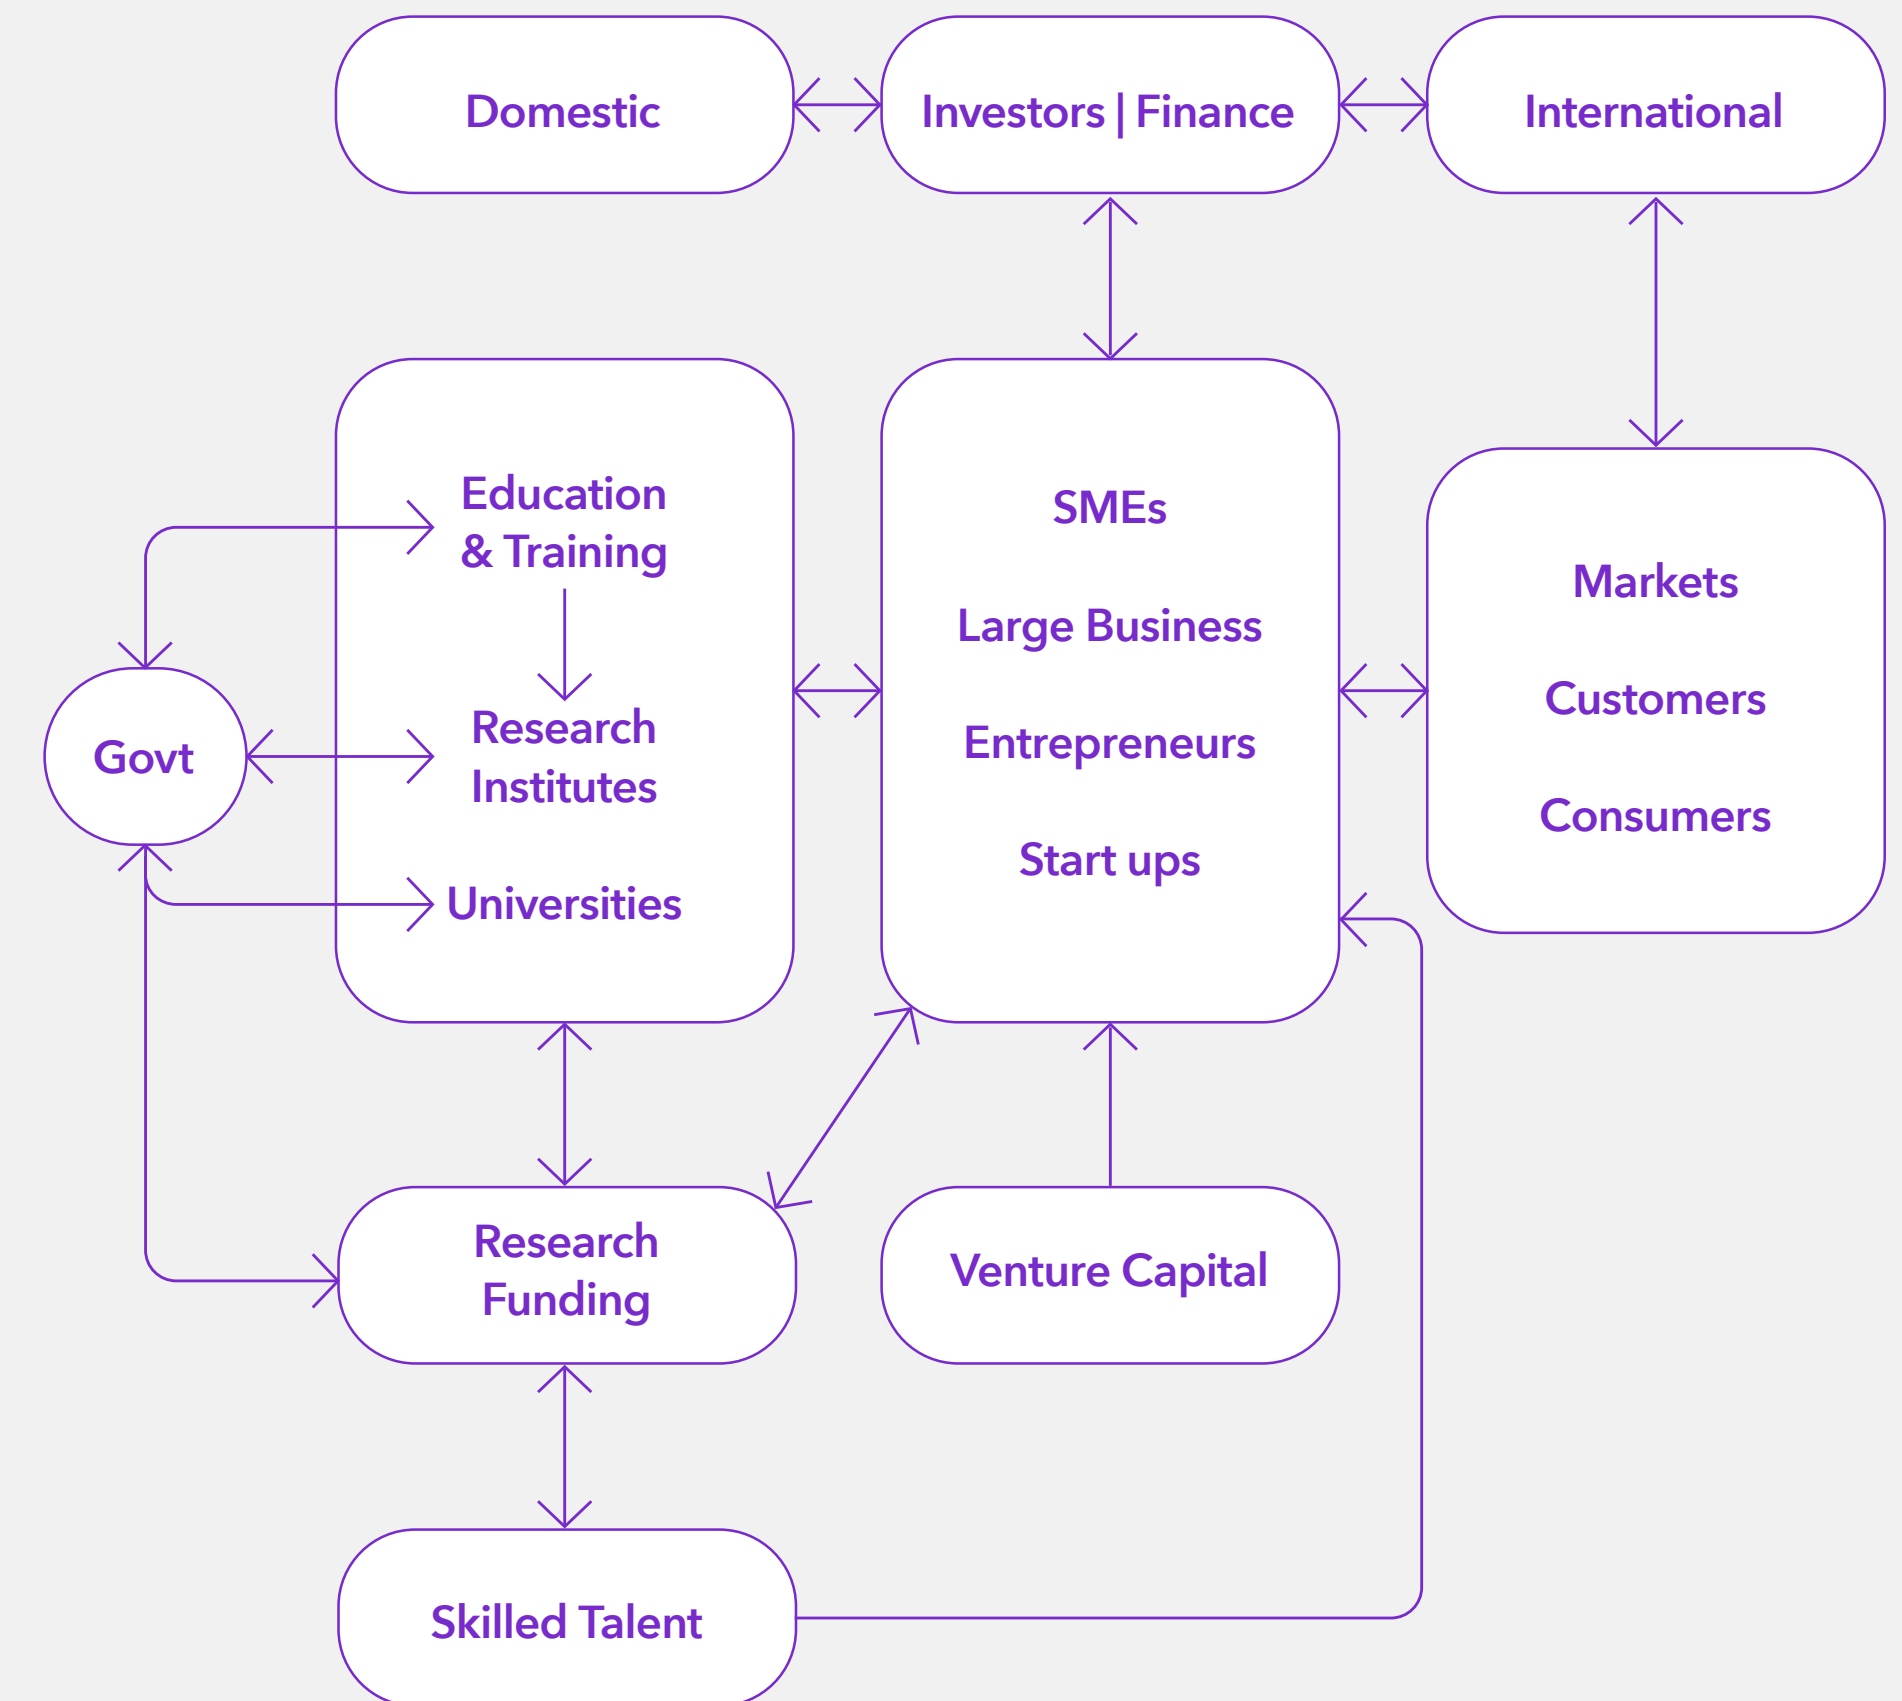 Domestic
Investors | Finance
International
Education
& Training
Research
Institutes
Universities
Govt
SMEs
Large Business
Entrepreneurs
Start ups
Markets
Customers
Consumers
Research
Funding
Venture Capital
Skilled Talent